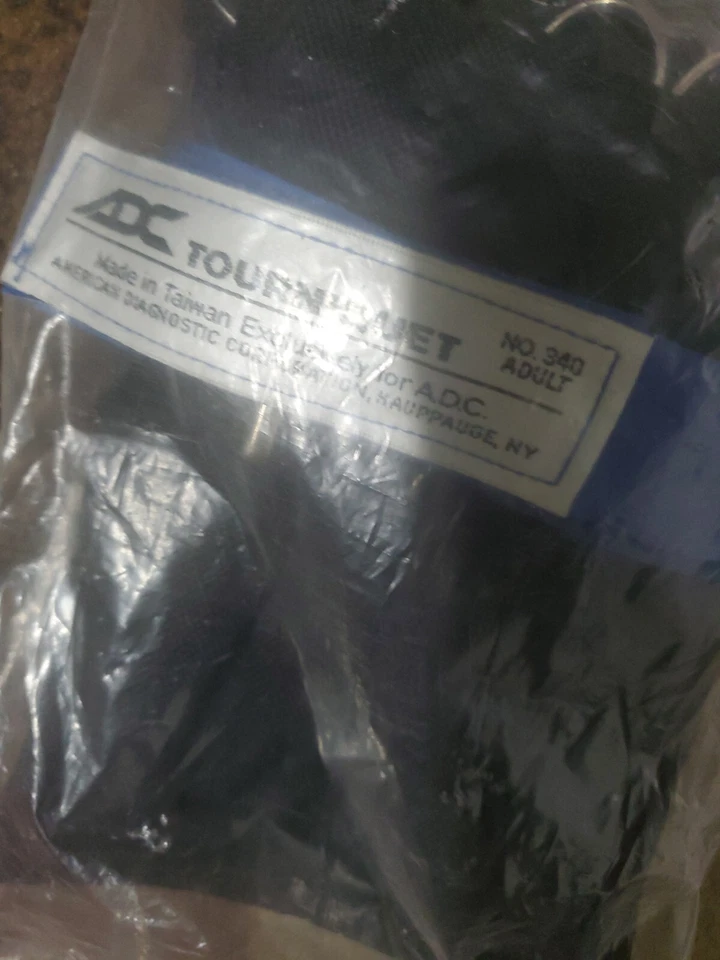 ADC TOURNIQUET NO. 340
ADULT
Made in Taiwan Exclusively for A.D.C.
AMERICAN DIAGNOSTIC CORPORATION, HAUPPAUGE, NY